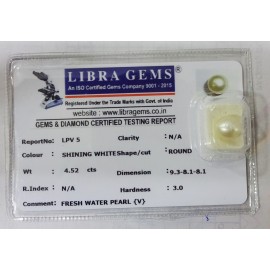 LIBRA GEMS
An ISO Certified Gems Company 9001 - 2015
Registered Under the Trade Marks with Govt. of India
website : www.libragems.co.in
GEMS & DIAMOND CERTIFIED TESTING REPORT
ReportNo: LPV 5 Clarity : N/A
Colour : SHINING WHITE Shape/cut : ROUND
Wt : 4.52 cts Dimension : 9.3-8.1-8.1
R.Index : N/A Hardness : 3.0
Comment: FRESH WATER PEARL {V}